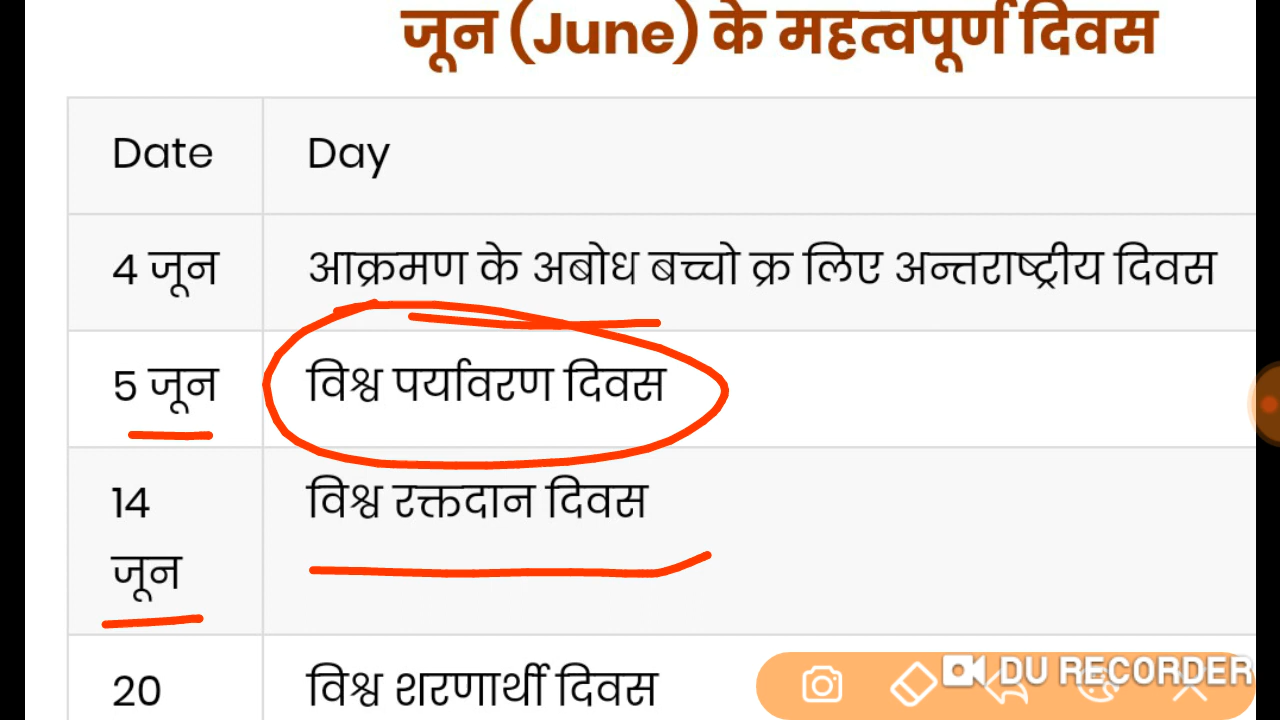 जून (June) के महत्वपूर्ण दिवस
Date Day
4 जून आक्रमण के अबोध बच्चो क्र लिए अन्तराष्ट्रीय दिवस
5 जून विश्व पर्यावरण दिवस
14 विश्व रक्तदान दिवस
जून
20 विश्व शरणार्थी दिवस
DU RECORDER